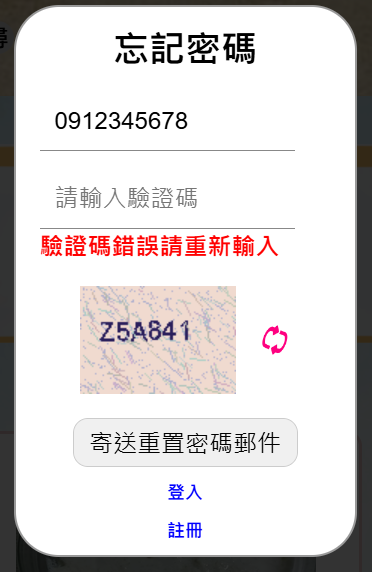 尋
忘記密碼
0912345678
請輸入驗證碼
驗證碼錯誤請重新輸入
Z5A841
寄送重置密碼郵件
登入
註冊